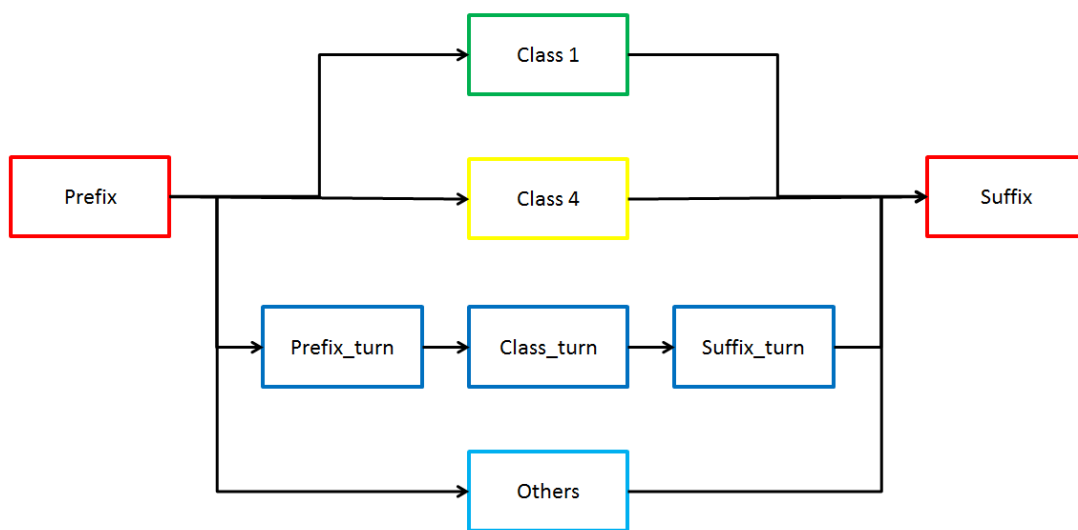 Class 1
Prefix
Class 4
Suffix
Prefix_turn
Class_turn
Suffix_turn
Others